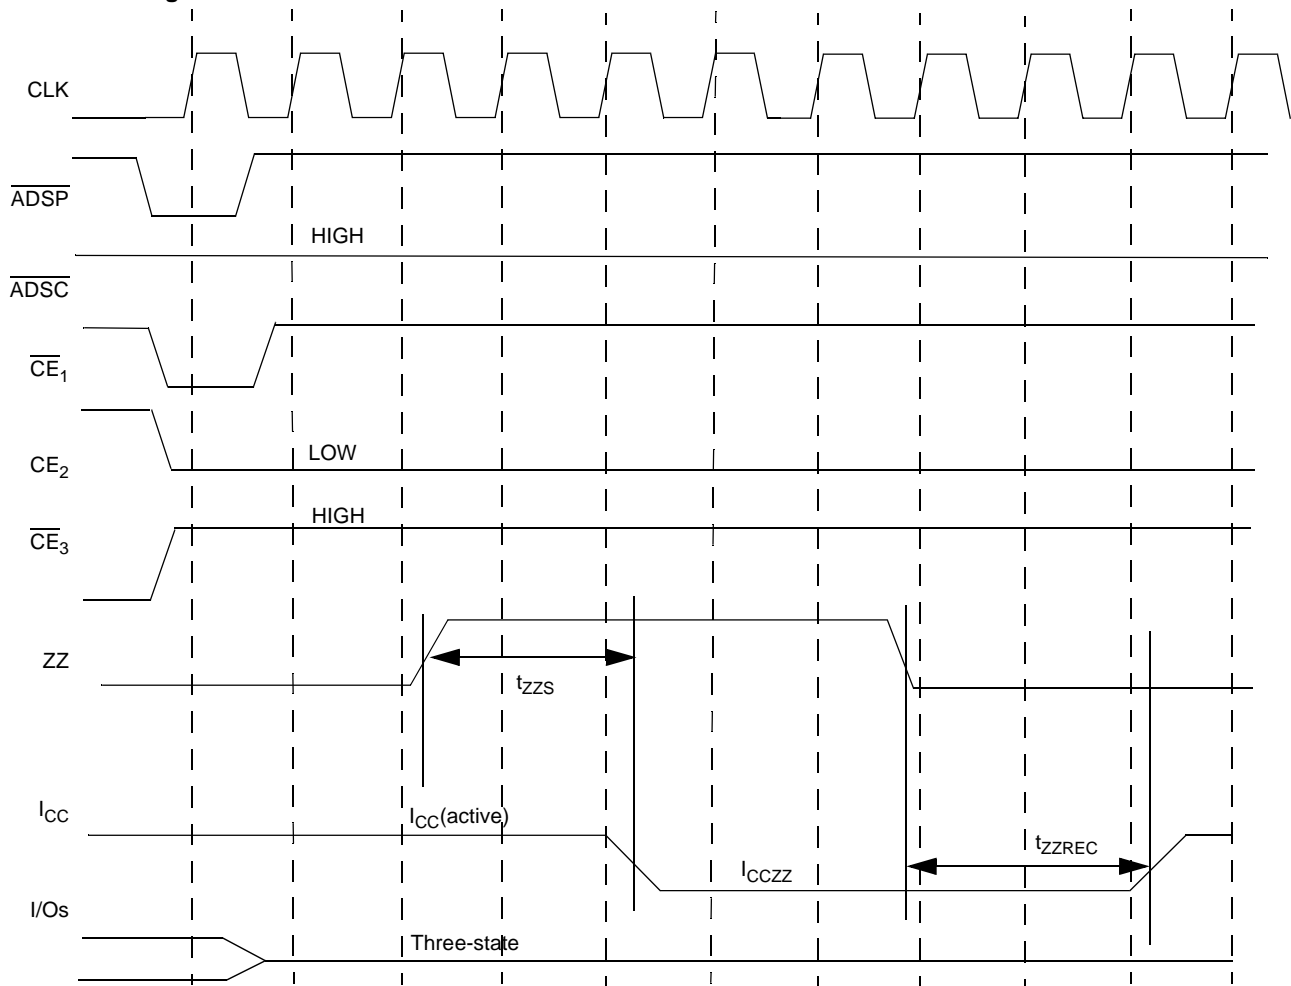 CLK
ADSP
HIGH
ADSC
CE1
LOW
CE2
HIGH
CE3
ZZ
tZZS
ICC
ICC(active)
tZZREC
ICCZZ
I/Os
Three-state